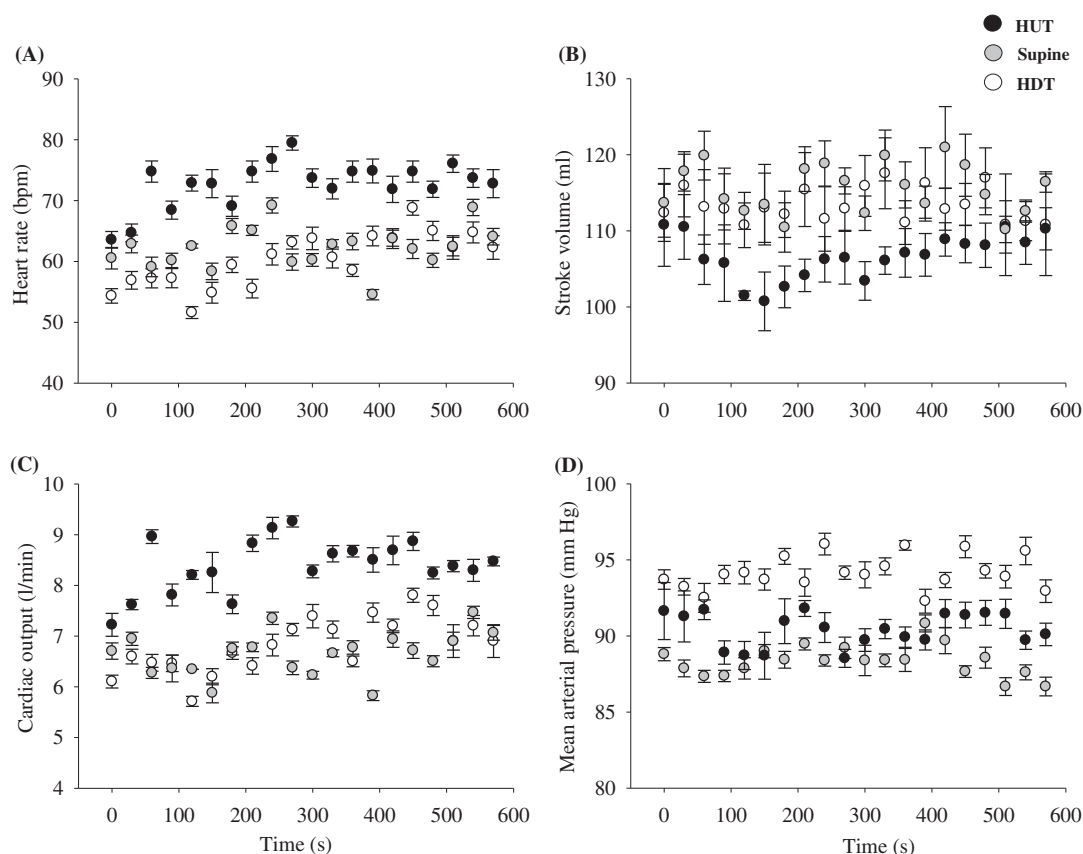 HUT
Supine
HDT
(A)
90
80
70
60
50
40
Heart rate (bpm)
0 100 200 300 400 500 600
(B)
130
120
110
100
90
Stroke volume (ml)
0 100 200 300 400 500 600
(C)
10
9
8
7
6
5
4
Cardiac output (l/min)
0 100 200 300 400 500 600
Time (s)
(D)
100
95
90
85
80
Mean arterial pressure (mm Hg)
0 100 200 300 400 500 600
Time (s)